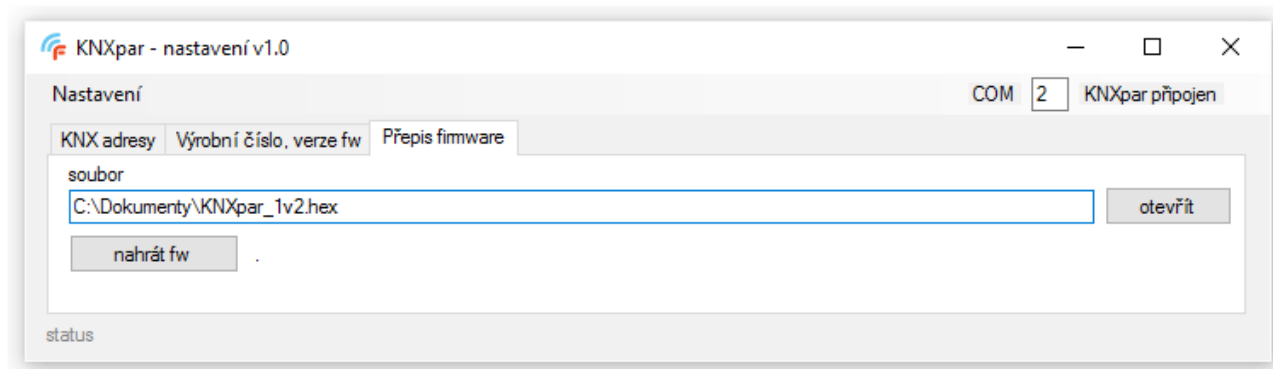 KNXpar - nastavení v1.0
Nastavení COM 2 KNXpar připojen
KNX adresy Výrobní číslo, verze fw Přepis firmware
soubor
C:\Dokumenty\KNXpar_1v2.hex otevřít
nahrát fw .
status